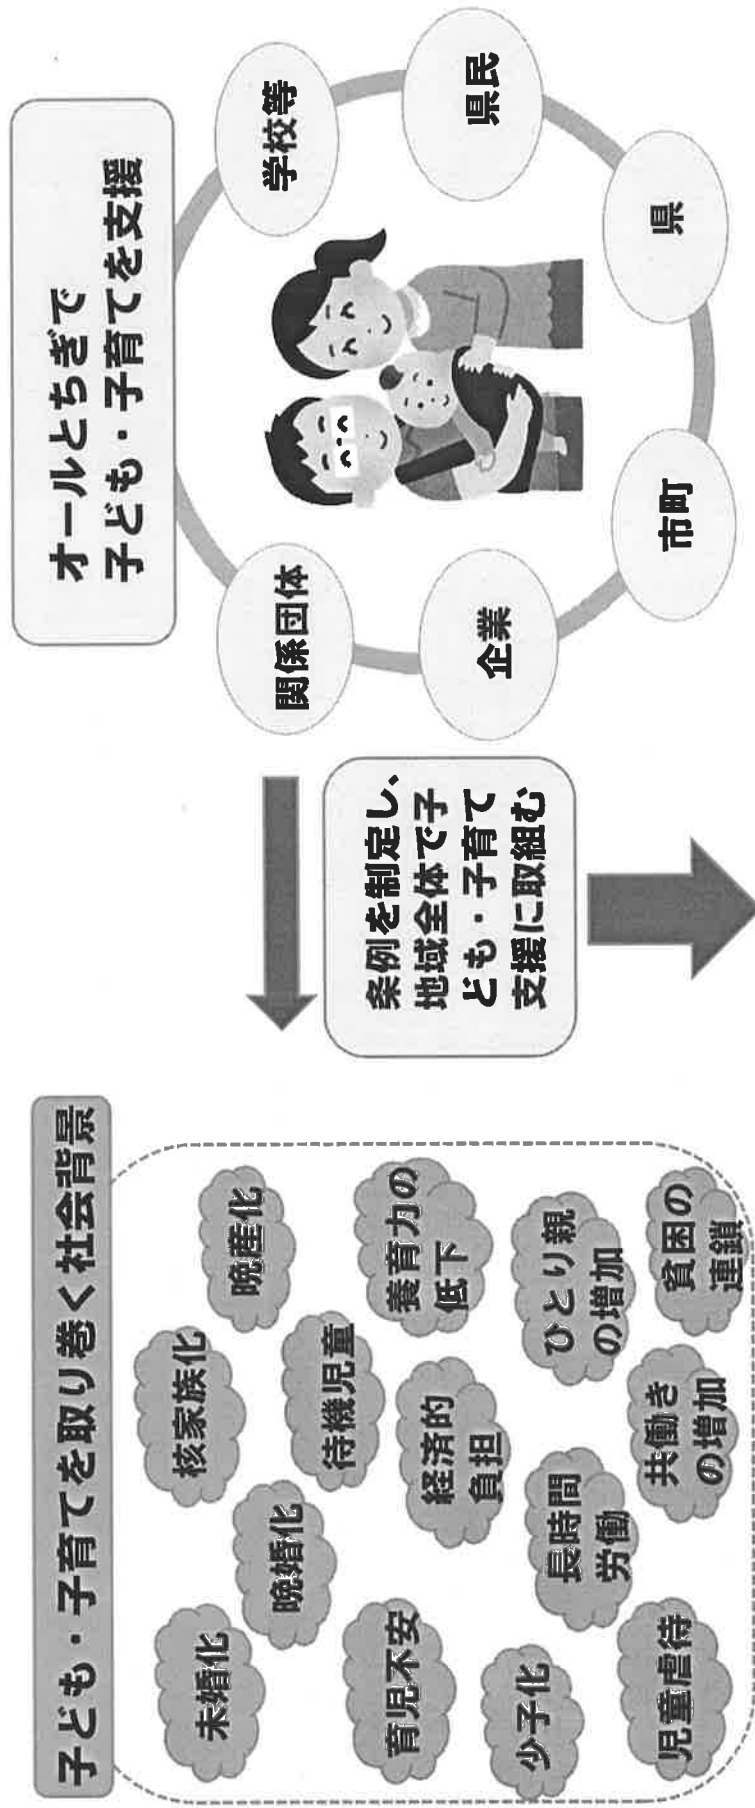 子ども・子育てを取り巻く社会背景
未婚化
晩婚化
核家族化
晩産化
育児不安
待機児童
経済的
負担
養育力の
低下
少子化
長時間
労働
ひとり親
の増加
児童虐待
共働き
の増加
貧困の
連鎖
条例を制定し、
地域全体で子
ども・子育て
支援に取組む
オールとちぎで
子ども・子育てを支援
関係団体
学校等
企業
県民
市町
県